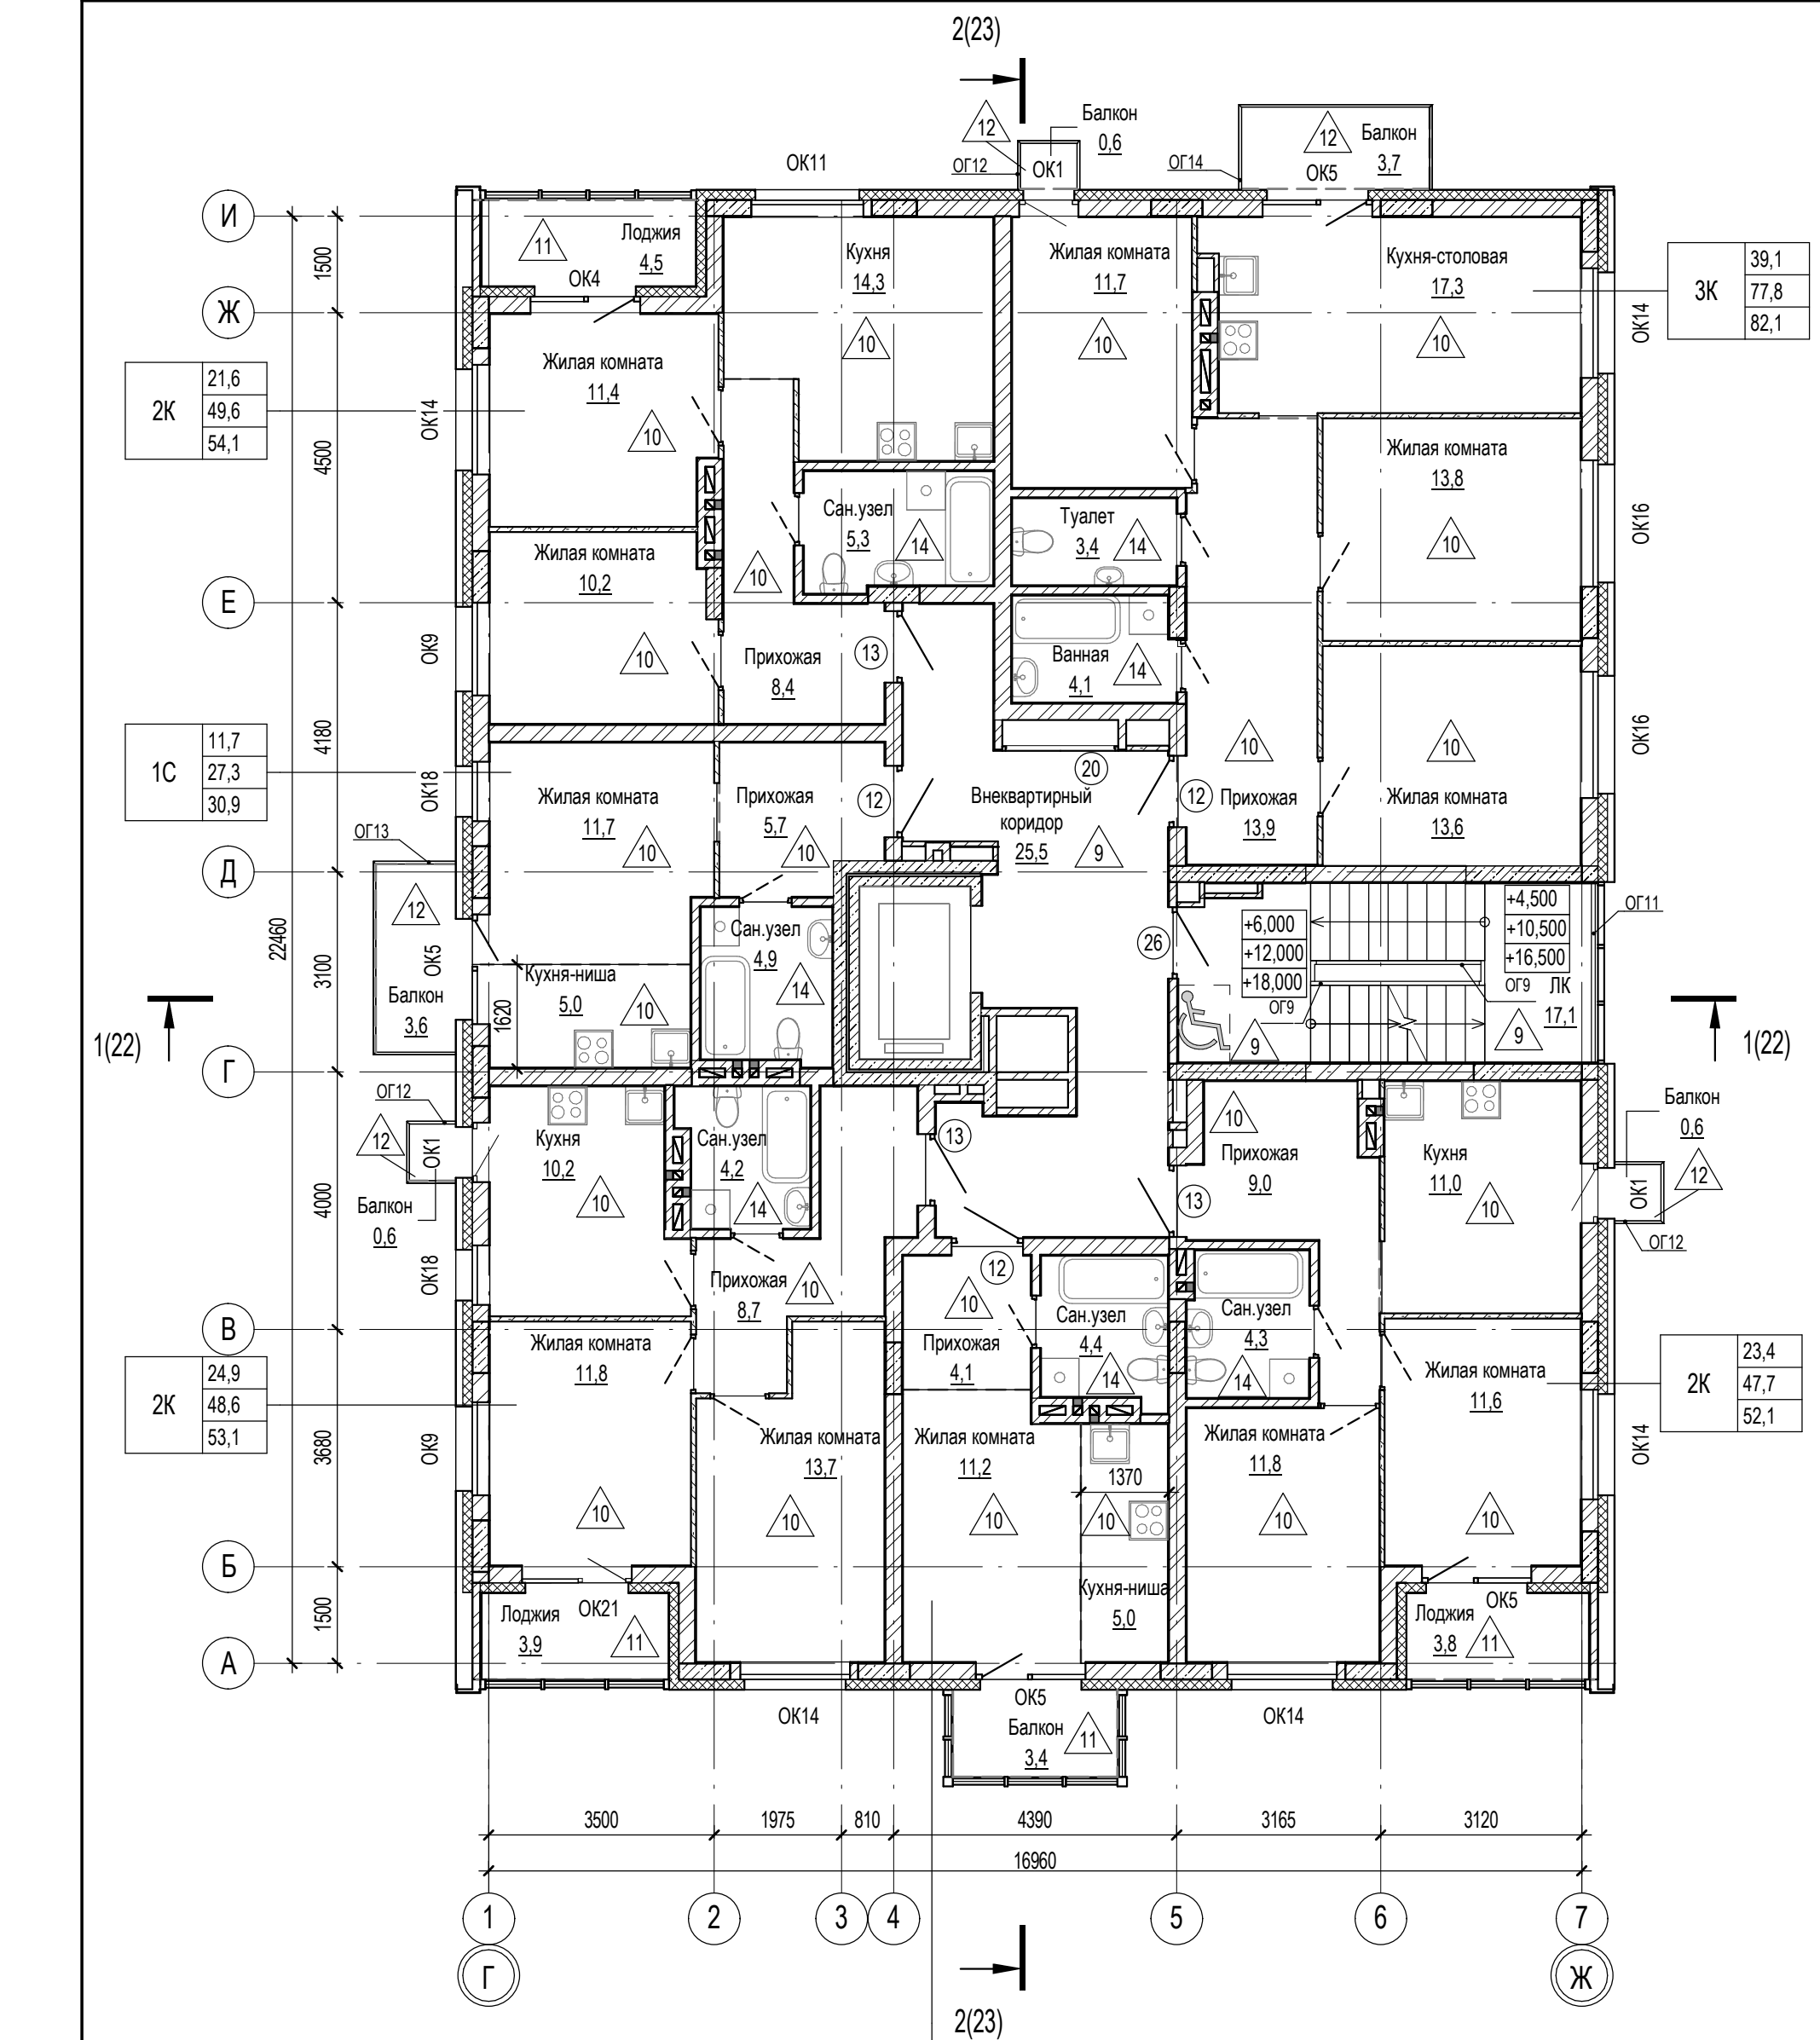 2(23)
Балкон
0,6
12
ОГ12
ОК1
ОК11
ОГ14
12
Балкон
3,7
ОК5
И
Ж
Е
Д
Г
В
Б
А
1500
4500
4180
3100
4000
3680
1500
22460
11
Лоджия
4,5
ОК4
Кухня
14,3
10
Жилая комната
11,7
10
Кухня-столовая
17,3
10
3К
39,1
77,8
82,1
ОК14
2К
21,6
49,6
54,1
ОК14
Жилая комната
11,4
10
Жилая комната
13,8
10
ОК16
Сан.узел
5,3
14
Туалет
3,4
14
Жилая комната
10,2
10
10
ОК9
Прихожая
8,4
13
Ванная
4,1
14
1С
11,7
27,3
30,9
ОК18
Жилая комната
11,7
10
Прихожая
5,7
10
12
20
Внеквартирный
коридор
25,5
9
12
10
Прихожая
13,9
10
Жилая комната
13,6
ОК16
ОГ13
12
ОК5
Балкон
3,6
Сан.узел
4,9
14
Кухня-ниша
5,0
10
1620
26
+6,000
+12,000
+18,000
ОГ9
+4,500
+10,500
+16,500
ОГ9
ЛК
17,1
ОГ11
9
9
1(22)
1(22)
ОГ12
12
ОК1
Балкон
0,6
Кухня
10,2
10
Сан.узел
4,2
14
13
13
10
Прихожая
9,0
Кухня
11,0
10
Балкон
0,6
ОК1
12
ОГ12
ОК18
Прихожая
8,7
10
12
10
Прихожая
4,1
Сан.узел
4,4
14
Сан.узел
4,3
14
2К
24,9
48,6
53,1
ОК9
Жилая комната
11,8
10
Жилая комната
13,7
10
Жилая комната
11,2
10
1370
10
Кухня-ниша
5,0
Жилая комната
11,8
10
Жилая комната
11,6
10
2К
23,4
47,7
52,1
ОК14
Лоджия
3,9
ОК21
11
ОК14
ОК5
Балкон
3,4
11
ОК14
Лоджия
3,8
ОК5
11
3500
1975
810
4390
3165
3120
16960
1
2
3
4
5
6
7
Г
Ж
2(23)